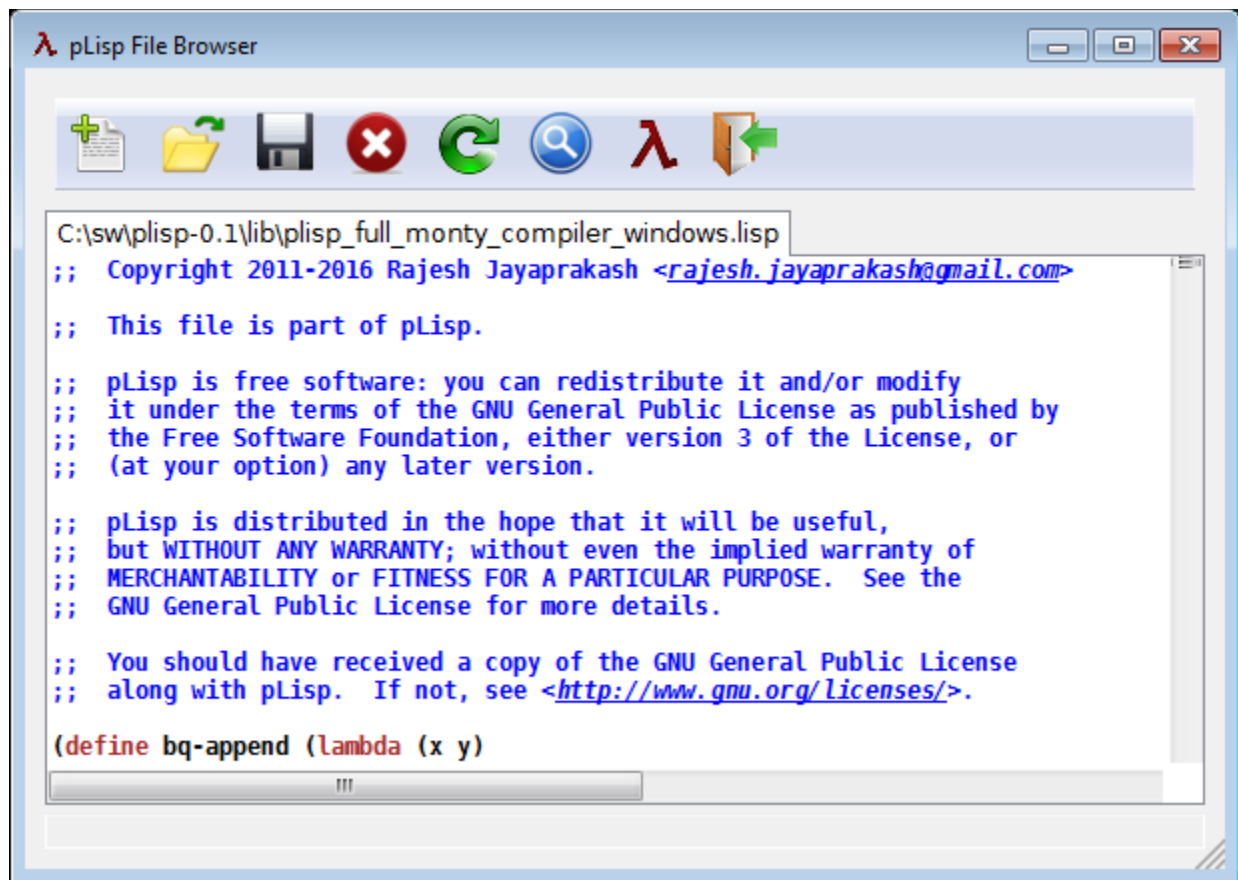 λ pLisp File Browser
C:\sw\plisp-0.1\lib\plisp_full_monty_compiler_windows.lisp
;;  Copyright 2011-2016 Rajesh Jayaprakash <rajesh.jayaprakash@gmail.com>
;;  This file is part of pLisp.
;;  pLisp is free software: you can redistribute it and/or modify
;;  it under the terms of the GNU General Public License as published by
;;  the Free Software Foundation, either version 3 of the License, or
;;  (at your option) any later version.
;;  pLisp is distributed in the hope that it will be useful,
;;  but WITHOUT ANY WARRANTY; without even the implied warranty of
;;  MERCHANTABILITY or FITNESS FOR A PARTICULAR PURPOSE.  See the
;;  GNU General Public License for more details.
;;  You should have received a copy of the GNU General Public License
;;  along with pLisp.  If not, see <http://www.gnu.org/licenses/>.
(define bq-append (lambda (x y)